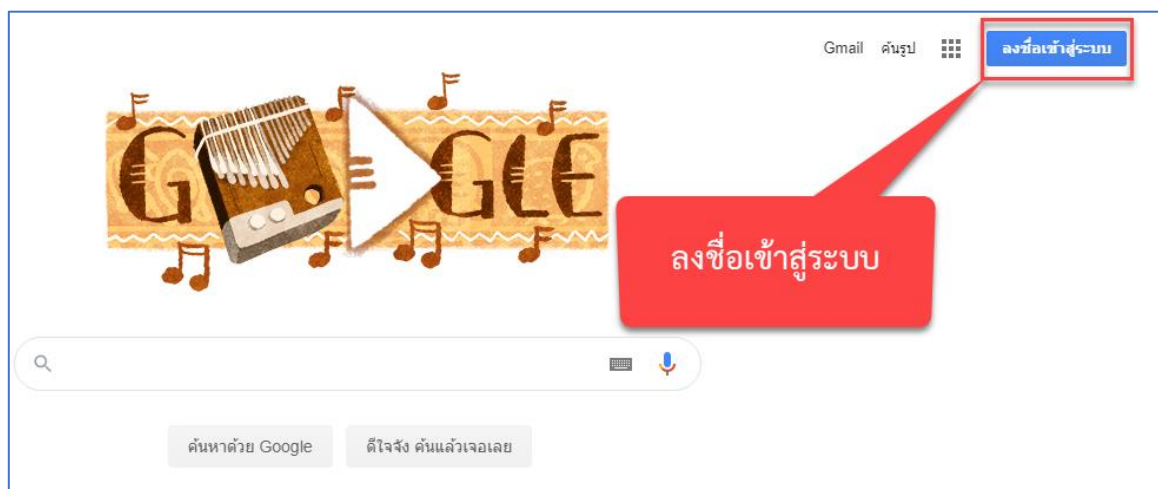 Gmail ค้นรูป ลงชื่อเข้าสู่ระบบ
G GLE
ลงชื่อเข้าสู่ระบบ
ค้นหาด้วย Google ดีใจจัง ค้นแล้วเจอเลย